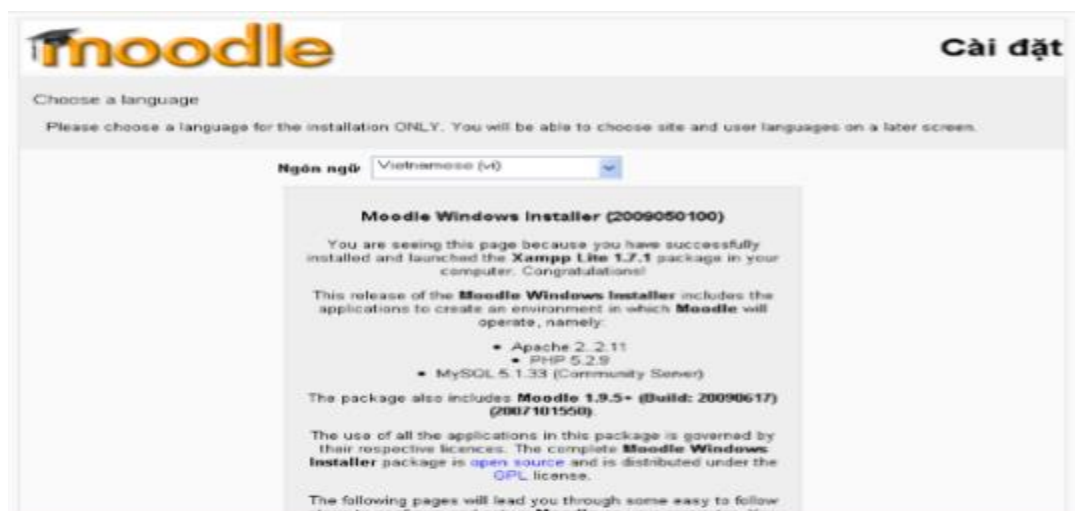 moodle
Cài đặt
Choose a language
Please choose a language for the installation ONLY. You will be able to choose site and user languages on a later screen.
Ngôn ngữ Vietnamese (vi)
Moodle Windows Installer (2009050100)
You are seeing this page because you have successfully
installed and launched the Xampp Lite 1.7.1 package in your
computer. Congratulations!
This release of the Moodle Windows Installer includes the
applications to create an environment in which Moodle will
operate, namely:
• Apache 2..2.11
• PHP 5.2.9
• MySQL 5.1.33 (Community Server)
The package also includes Moodle 1.9.5+ (Build: 20090617)
(2007101550).
The use of all the applications in this package is governed by
their respective licences. The complete Moodle Windows
Installer package is open source and is distributed under the
GPL license.
The following pages will lead you through some easy to follow